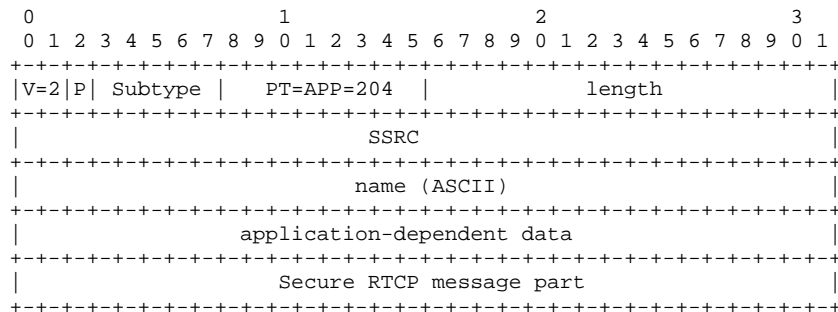 0                   1                   2                   3
 0 1 2 3 4 5 6 7 8 9 0 1 2 3 4 5 6 7 8 9 0 1 2 3 4 5 6 7 8 9 0 1
+-+-+-+-+-+-+-+-+-+-+-+-+-+-+-+-+-+-+-+-+-+-+-+-+-+-+-+-+-+-+-+-+
|V=2|P| Subtype |   PT=APP=204  |             length            |
+-+-+-+-+-+-+-+-+-+-+-+-+-+-+-+-+-+-+-+-+-+-+-+-+-+-+-+-+-+-+-+-+
|                           SSRC                                |
+-+-+-+-+-+-+-+-+-+-+-+-+-+-+-+-+-+-+-+-+-+-+-+-+-+-+-+-+-+-+-+-+
|                          name (ASCII)                         |
+-+-+-+-+-+-+-+-+-+-+-+-+-+-+-+-+-+-+-+-+-+-+-+-+-+-+-+-+-+-+-+-+
|                 application-dependent data                    |
+-+-+-+-+-+-+-+-+-+-+-+-+-+-+-+-+-+-+-+-+-+-+-+-+-+-+-+-+-+-+-+-+
|                    Secure RTCP message part                   |
+-+-+-+-+-+-+-+-+-+-+-+-+-+-+-+-+-+-+-+-+-+-+-+-+-+-+-+-+-+-+-+-+